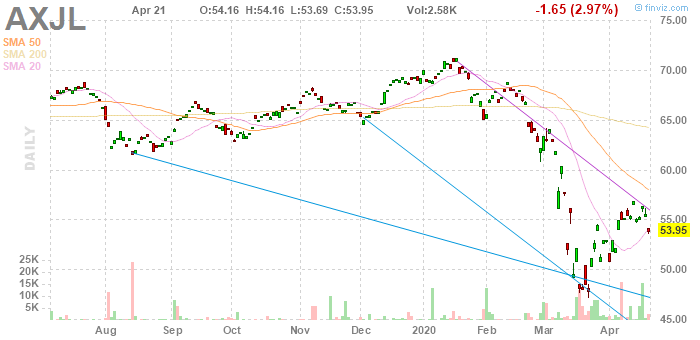 AXJL
Apr 21 O:54.16 H:54.16 L:53.69 C:53.95 Vol:2.58K -1.65 (2.97%)
© finviz.com
SMA 50
SMA 200
SMA 20
DAILY
75.00
70.00
65.00
60.00
55.00
53.95
50.00
45.00
25K
20K
15K
10K
5K
Aug Sep Oct Nov Dec 2020 Feb Mar Apr